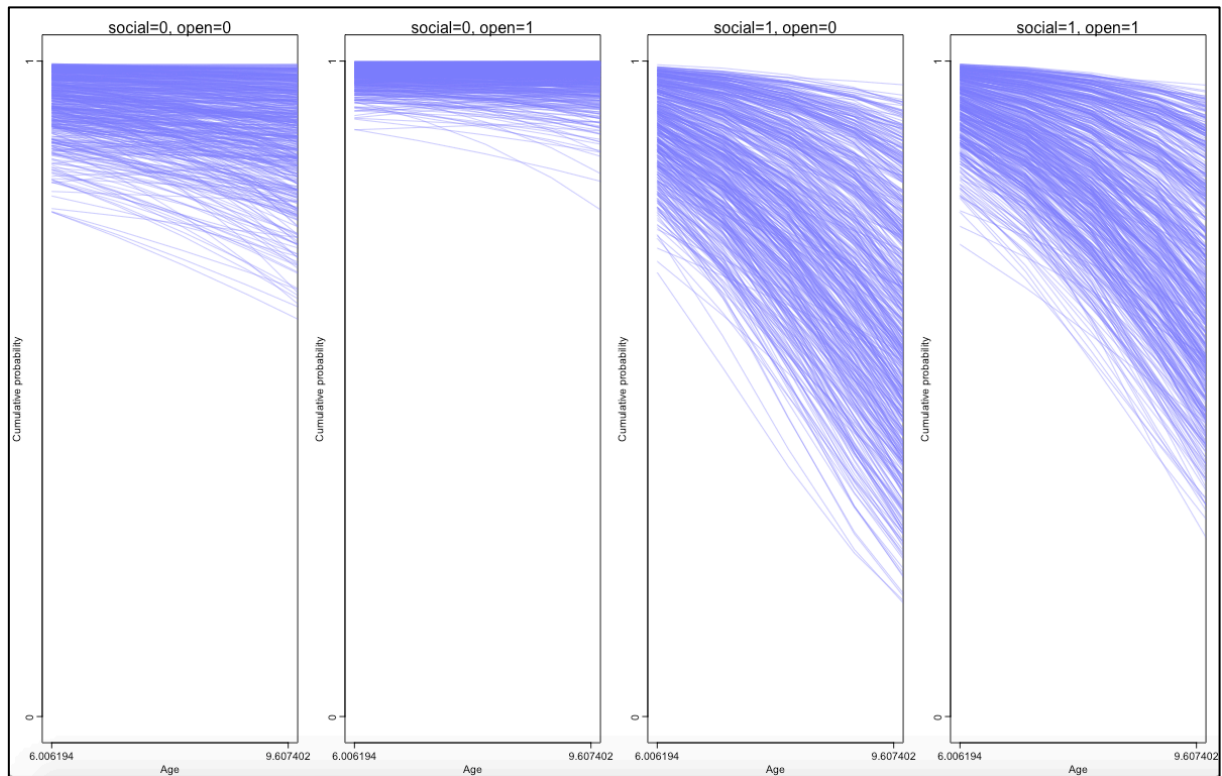 social=0, open=0
1
Cumulative probability
0
6.006194
9.607402
Age
social=0, open=1
1
Cumulative probability
0
6.006194
9.607402
Age
social=1, open=0
1
Cumulative probability
0
6.006194
9.607402
Age
social=1, open=1
1
Cumulative probability
0
6.006194
9.607402
Age